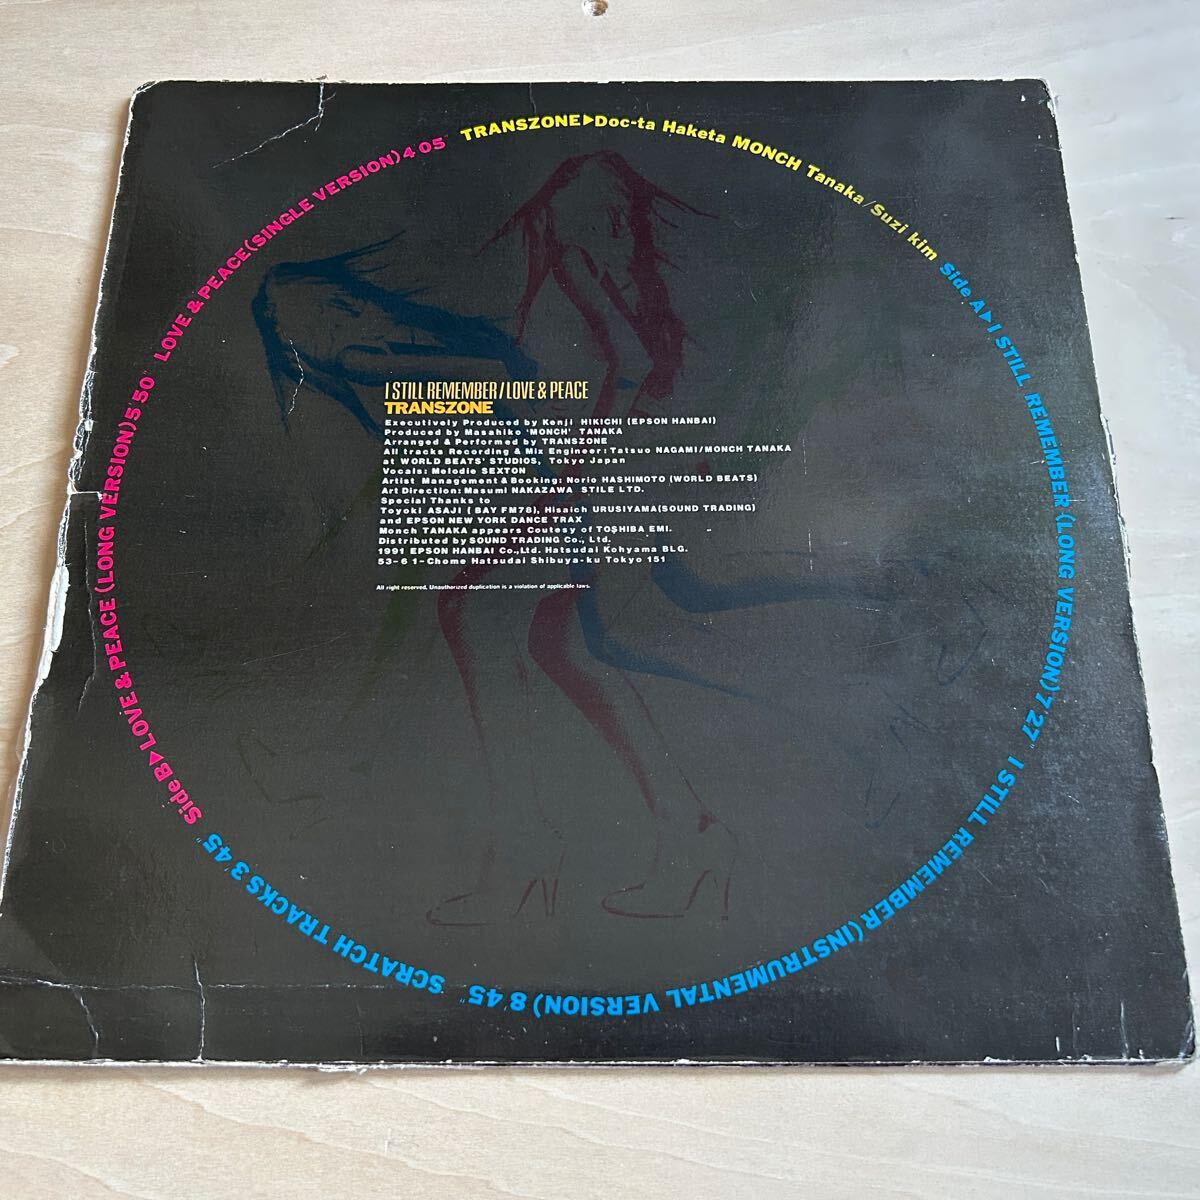 TRANSZONE▶Doc-ta Haketa MONCH Tanaka/Suzi kim
Side A▶I STILL REMEMBER (LONG VERSION) 7'27" I STILL REMEMBER (INSTRUMENTAL VERSION) 8'45" SCRATCH TRACKS 3'45"
Side B▶LOVE & PEACE (LONG VERSION) 5'50" LOVE & PEACE (SINGLE VERSION) 4'05"
I STILL REMEMBER/LOVE & PEACE
TRANSZONE
Executively Produced by Kenji HIKICHI (EPSON HANBAI)
Produced by Masahiko 'MONCH' TANAKA
Arranged & Performed by TRANSZONE
All tracks Recording & Mix Engineer: Tatsuo NAGAMI/MONCH TANAKA
at WORLD BEATS' STUDIOS, Tokyo Japan
Vocals: Melodie SEXTON
Artist Management & Booking: Norio HASHIMOTO (WORLD BEATS)
Art Direction: Masumi NAKAZAWA STILE LTD.
Special Thanks to
Toyoki ASAJI ( BAY FM78), Hisaich URUSIYAMA(SOUND TRADING)
and EPSON NEW YORK DANCE TRAX
Monch TANAKA appears Coutesy of TOSHIBA EMI.
Distributed by SOUND TRADING Co., Ltd.
1991 EPSON HANBAI Co.,Ltd. Hatsudai Kohyama BLG.
53-6 1-Chome Hatsudai Shibuya-ku Tokyo 151
All right reserved. Unauthorized duplication is a violation of applicable laws.